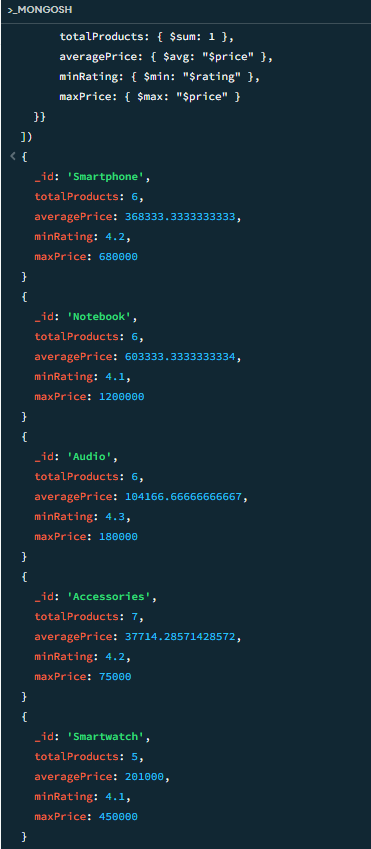 >_MONGOSH
totalProducts: { $sum: 1 },
averagePrice: { $avg: "$price" },
minRating: { $min: "$rating" },
maxPrice: { $max: "$price" }
}}
])
< {
_id: 'Smartphone',
totalProducts: 6,
averagePrice: 368333.3333333333,
minRating: 4.2,
maxPrice: 680000
}
{
_id: 'Notebook',
totalProducts: 6,
averagePrice: 603333.3333333334,
minRating: 4.1,
maxPrice: 1200000
}
{
_id: 'Audio',
totalProducts: 6,
averagePrice: 104166.66666666667,
minRating: 4.3,
maxPrice: 180000
}
{
_id: 'Accessories',
totalProducts: 7,
averagePrice: 37714.28571428572,
minRating: 4.2,
maxPrice: 75000
}
{
_id: 'Smartwatch',
totalProducts: 5,
averagePrice: 201000,
minRating: 4.1,
maxPrice: 450000
}